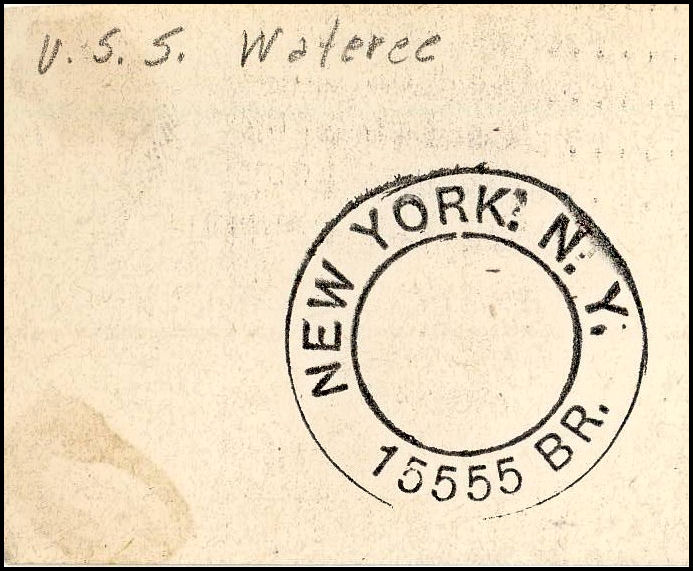 U.S.S. Wateree
NEW YORK. N. Y.
15555 BR.